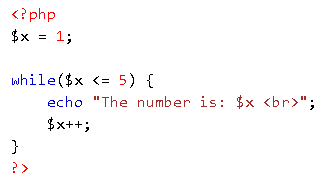 <?php
$x = 1;

while($x <= 5) {
    echo "The number is: $x <br>";
    $x++;
}
?>